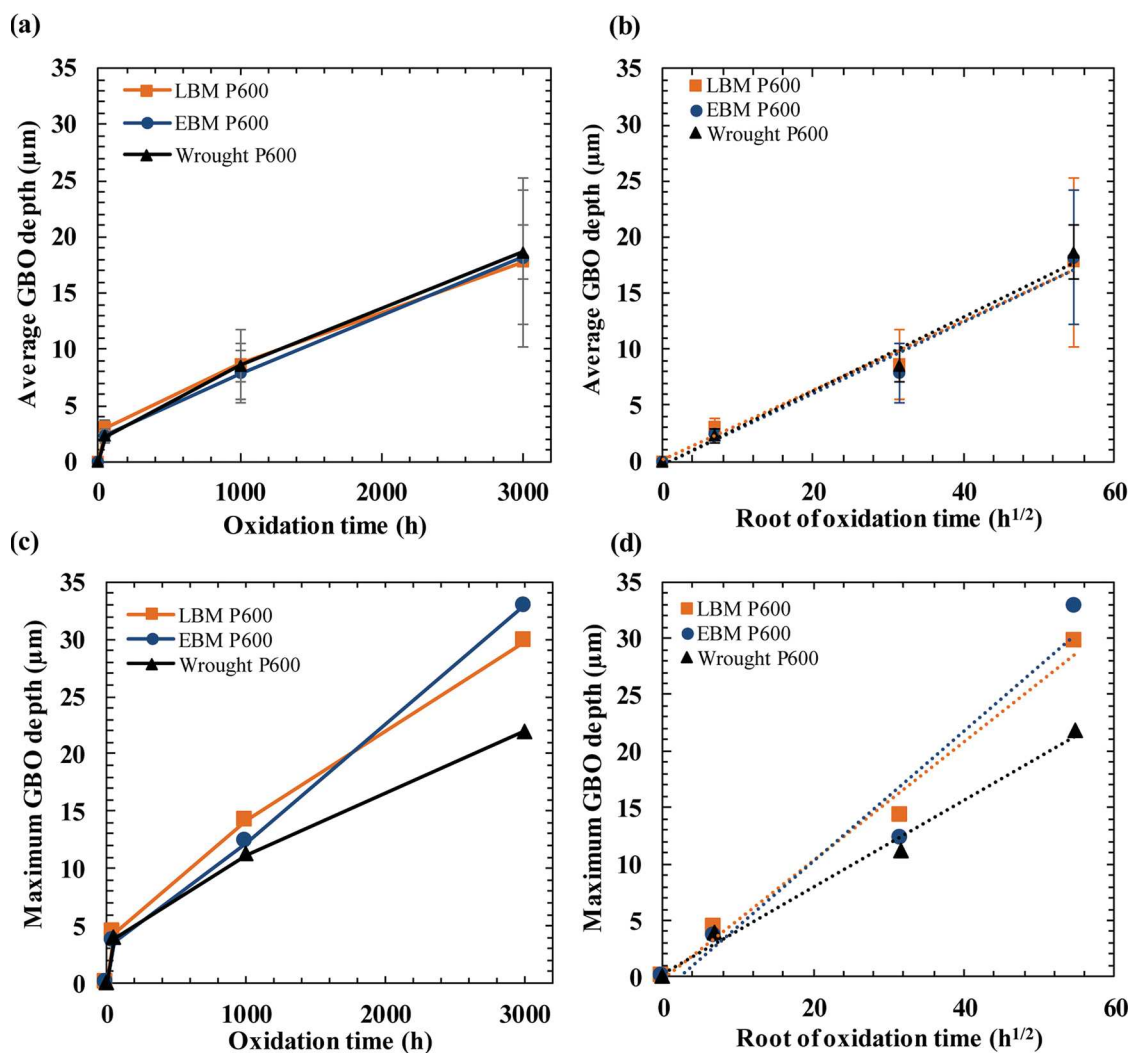 (a)
35
30
25
20
15
10
5
0
Average GBO depth (µm)
LBM P600
EBM P600
Wrought P600
0
1000
2000
3000
Oxidation time (h)
(b)
35
30
25
20
15
10
5
0
Average GBO depth (µm)
LBM P600
EBM P600
Wrought P600
0
20
40
60
Root of oxidation time (h^1/2)
(c)
35
30
25
20
15
10
5
0
Maximum GBO depth (µm)
LBM P600
EBM P600
Wrought P600
0
1000
2000
3000
Oxidation time (h)
(d)
35
30
25
20
15
10
5
0
Maximum GBO depth (µm)
LBM P600
EBM P600
Wrought P600
0
20
40
60
Root of oxidation time (h^1/2)